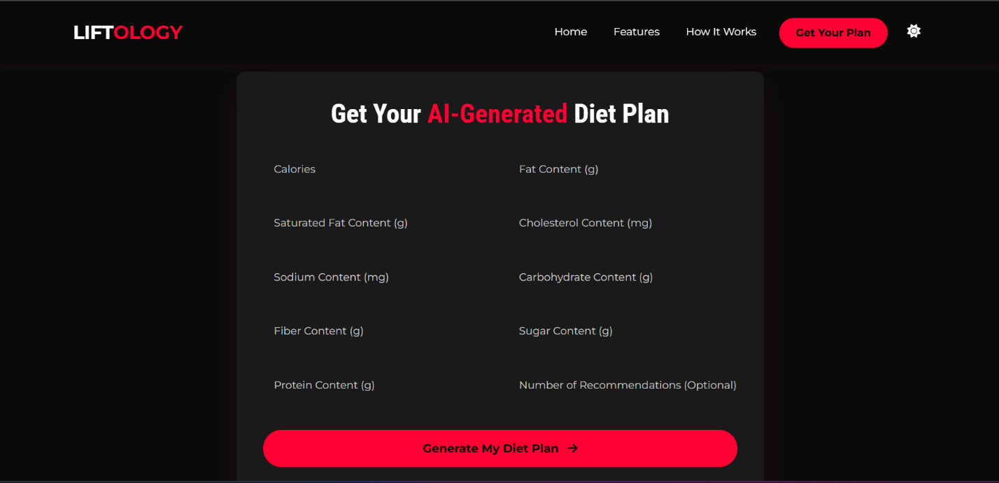 LIFTOLOGY
Home Features How It Works Get Your Plan
Get Your AI-Generated Diet Plan
Calories Fat Content (g)
Saturated Fat Content (g) Cholesterol Content (mg)
Sodium Content (mg) Carbohydrate Content (g)
Fiber Content (g) Sugar Content (g)
Protein Content (g) Number of Recommendations (Optional)
Generate My Diet Plan →